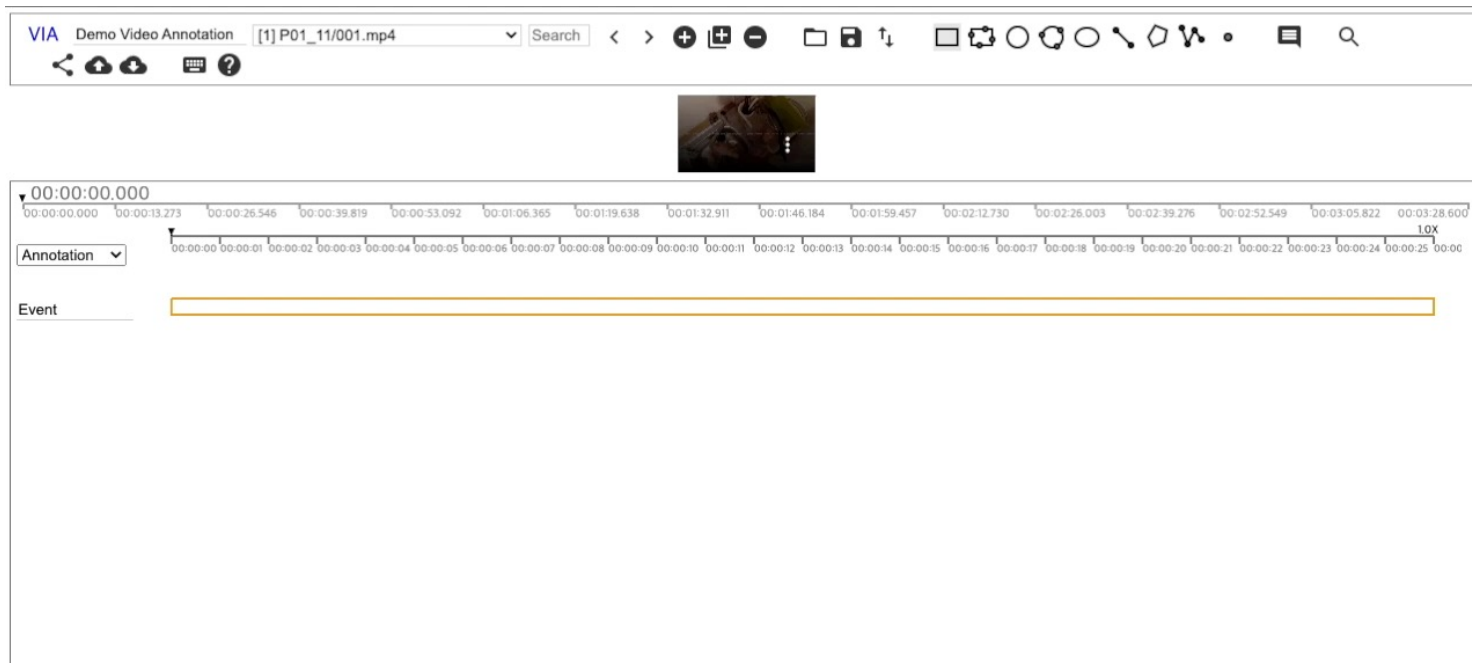 VIA Demo Video Annotation [1] P01_11/001.mp4 Search
00:00:00.000
00:00:00.000 00:00:13.273 00:00:26.546 00:00:39.819 00:00:53.092 00:01:06.365 00:01:19.638 00:01:32.911 00:01:46.184 00:01:59.457 00:02:12.730 00:02:26.003 00:02:39.276 00:02:52.549 00:03:05.822 00:03:28.600
1.0X
Annotation 00:00:00 00:00:01 00:00:02 00:00:03 00:00:04 00:00:05 00:00:06 00:00:07 00:00:08 00:00:09 00:00:10 00:00:11 00:00:12 00:00:13 00:00:14 00:00:15 00:00:16 00:00:17 00:00:18 00:00:19 00:00:20 00:00:21 00:00:22 00:00:23 00:00:24 00:00:25 00:00
Event